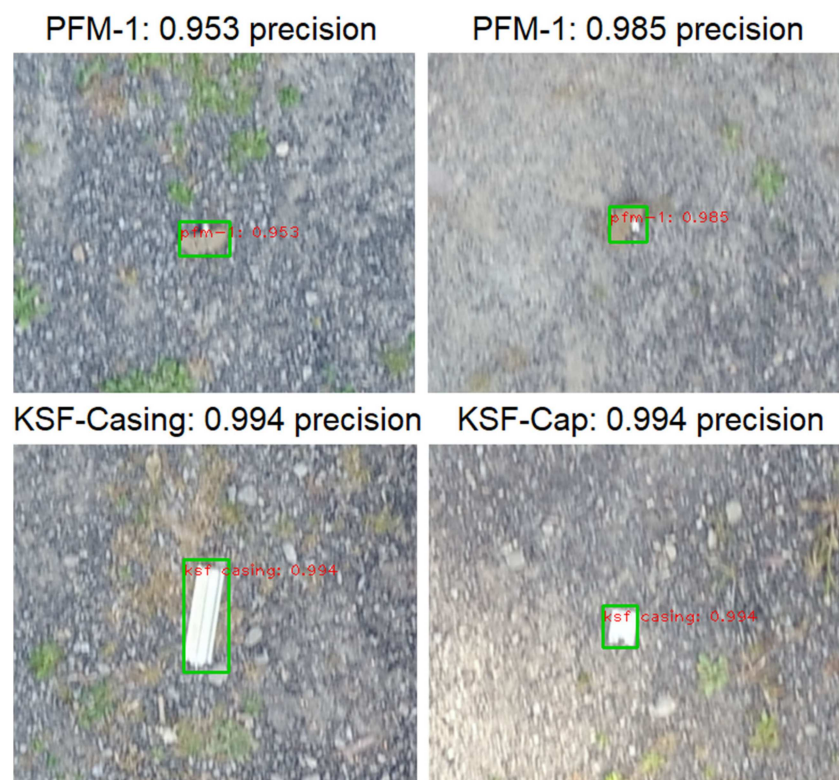 PFM-1: 0.953 precision
PFM-1: 0.985 precision
pfm-1: 0.953
pfm-1: 0.985
KSF-Casing: 0.994 precision
KSF-Cap: 0.994 precision
ksf casing: 0.994
ksf casing: 0.994